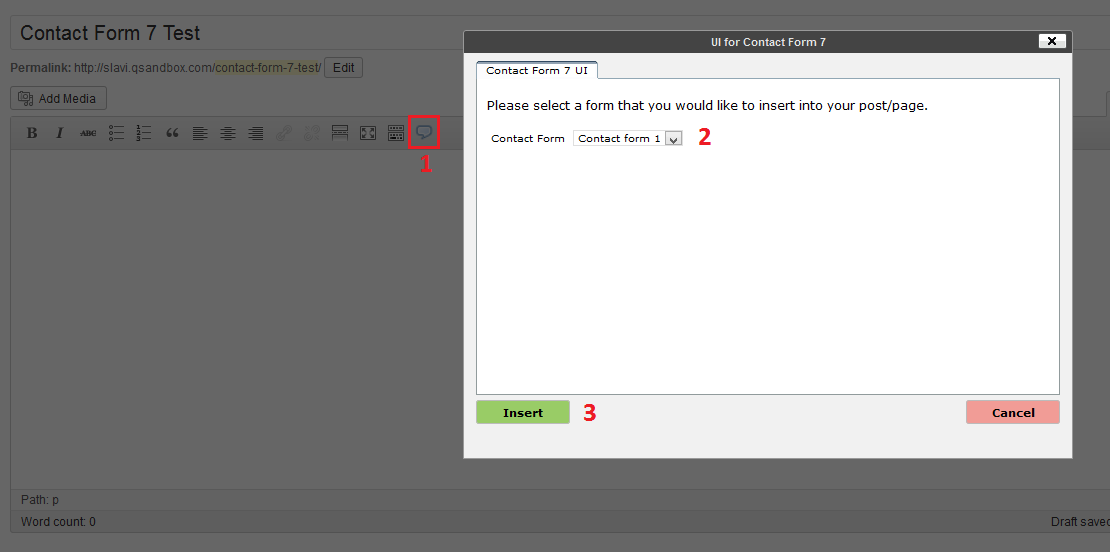 Contact Form 7 Test
Permalink: http://slavi.qsandbox.com/contact-form-7-test/ Edit
Add Media
B I ABC
1
UI for Contact Form 7
Contact Form 7 UI
Please select a form that you would like to insert into your post/page.
Contact Form Contact form 1 2
Insert 3 Cancel
Path: p
Word count: 0 Draft saved